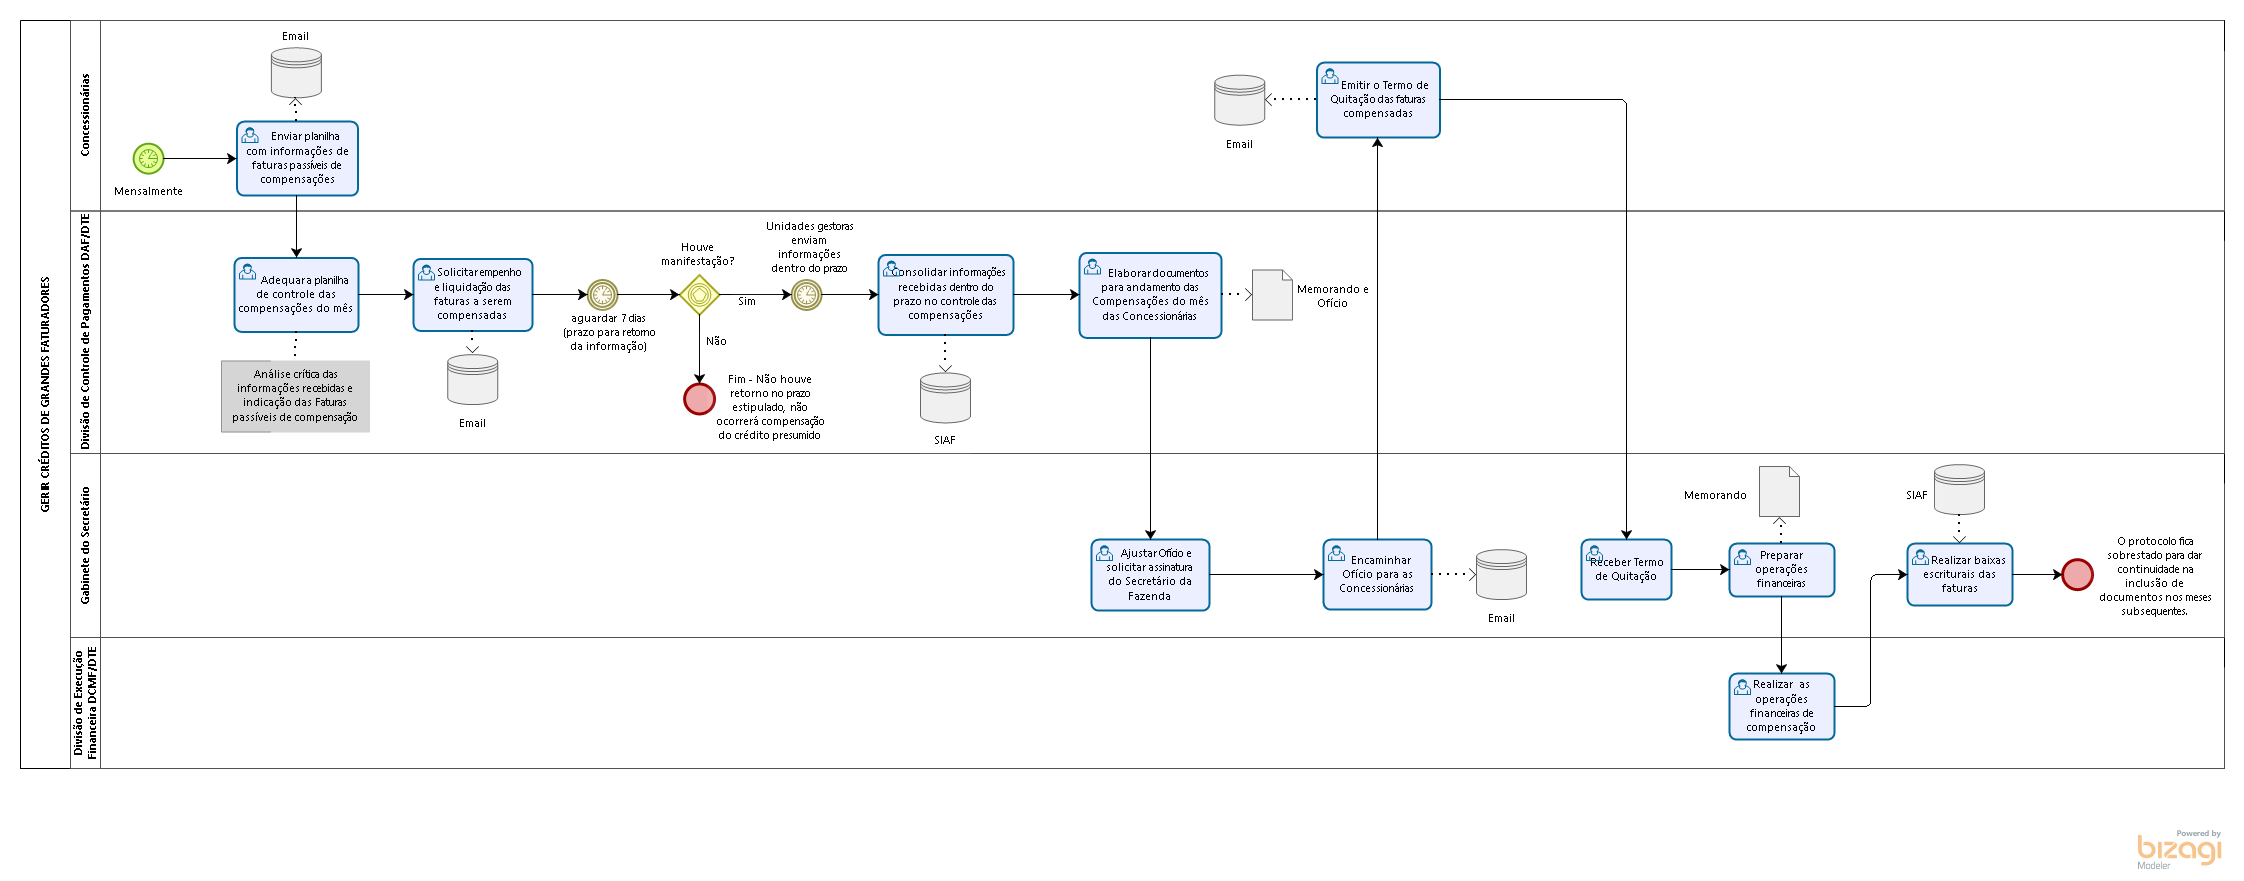 GERIR CRÉDITOS DE GRANDES FATURADORES
Concessionárias
Email
Mensalmente
Enviar planilha
com informações de
faturas passíveis de
compensações
Email
Emitir o Termo de
Quitação das faturas
compensadas
Divisão de Controle de Pagamentos DAF/DTE
Adequar a planilha
de controle das
compensações do mês
Análise crítica das
informações recebidas e
indicação das Faturas
passíveis de compensação
Solicitar empenho
e liquidação das
faturas a serem
compensadas
Email
aguardar 7 dias
(prazo para retorno
da informação)
Houve
manifestação?
Sim
Não
Fim - Não houve
retorno no prazo
estipulado, não
ocorrerá compensação
do crédito presumido
Unidades gestoras
enviam
informações
dentro do prazo
Consolidar informações
recebidas dentro do
prazo no controle das
compensações
SIAF
Elaborar documentos
para andamento das
Compensações do mês
das Concessionárias
Memorando e
Ofício
Gabinete do Secretário
Ajustar Ofício e
solicitar assinatura
do Secretário da
Fazenda
Encaminhar
Ofício para as
Concessionárias
Email
Receber Termo
de Quitação
Memorando
Preparar
operações
financeiras
SIAF
Realizar baixas
escriturais das
faturas
O protocolo fica
sobrestado para dar
continuidade na
inclusão de
documentos nos meses
subsequentes.
Divisão de Execução
Financeira DCMF/DTE
Realizar as
operações
financeiras de
compensação
Powered by
bizagi
Modeler